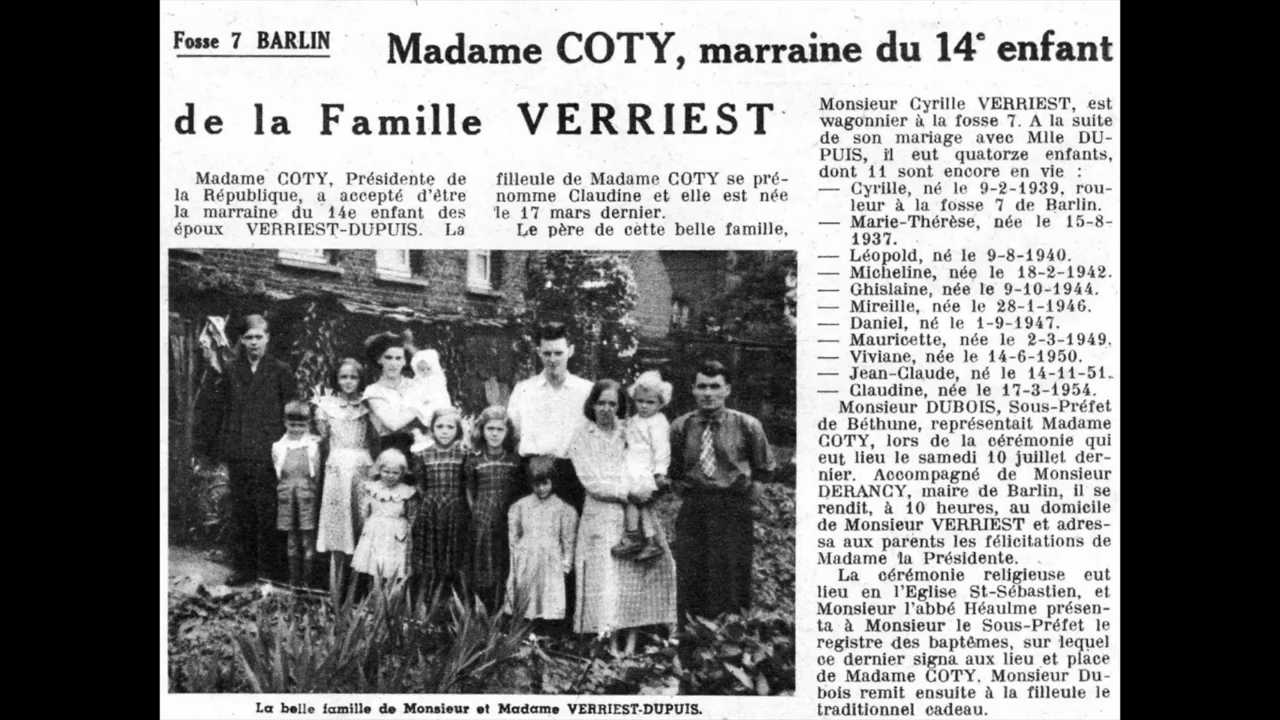 Fosse 7 BARLIN
Madame COTY, marraine du 14e enfant
de la Famille VERRIEST
Madame COTY, Présidente de
la République, a accepté d'être
la marraine du 14e enfant des
époux VERRIEST-DUPUIS. La
filleule de Madame COTY se pré-
nomme Claudine et elle est née
le 17 mars dernier.
Le père de cette belle famille,
Monsieur Cyrille VERRIEST, est
wagonnier à la fosse 7. A la suite
de son mariage avec Mlle DU-
PUIS, il eut quatorze enfants,
dont 11 sont encore en vie :
— Cyrille, né le 9-2-1939, rou-
leur à la fosse 7 de Barlin.
— Marie-Thérèse, née le 15-8-
1937.
— Léopold, né le 9-8-1940.
— Micheline, née le 18-2-1942.
— Ghislaine, née le 9-10-1944.
— Mireille, née le 28-1-1946.
— Daniel, né le 1-9-1947.
— Mauricette, née le 2-3-1949.
— Viviane, née le 14-6-1950.
— Jean-Claude, né le 14-11-51.
— Claudine, née le 17-3-1954.
Monsieur DUBOIS, Sous-Préfet
de Béthune, représentait Madame
COTY, lors de la cérémonie qui
eut lieu le samedi 10 juillet der-
nier. Accompagné de Monsieur
DERANCY, maire de Barlin, il se
rendit, à 10 heures, au domicile
de Monsieur VERRIEST et adres-
sa aux parents les félicitations de
Madame la Présidente.
La cérémonie religieuse eut
lieu en l'Eglise St-Sébastien, et
Monsieur l'abbé Héaulme présen-
ta à Monsieur le Sous-Préfet le
registre des baptêmes, sur lequel
ce dernier signa aux lieu et place
de Madame COTY. Monsieur Du-
bois remit ensuite à la filleule le
traditionnel cadeau.
La belle famille de Monsieur et Madame VERRIEST-DUPUIS.